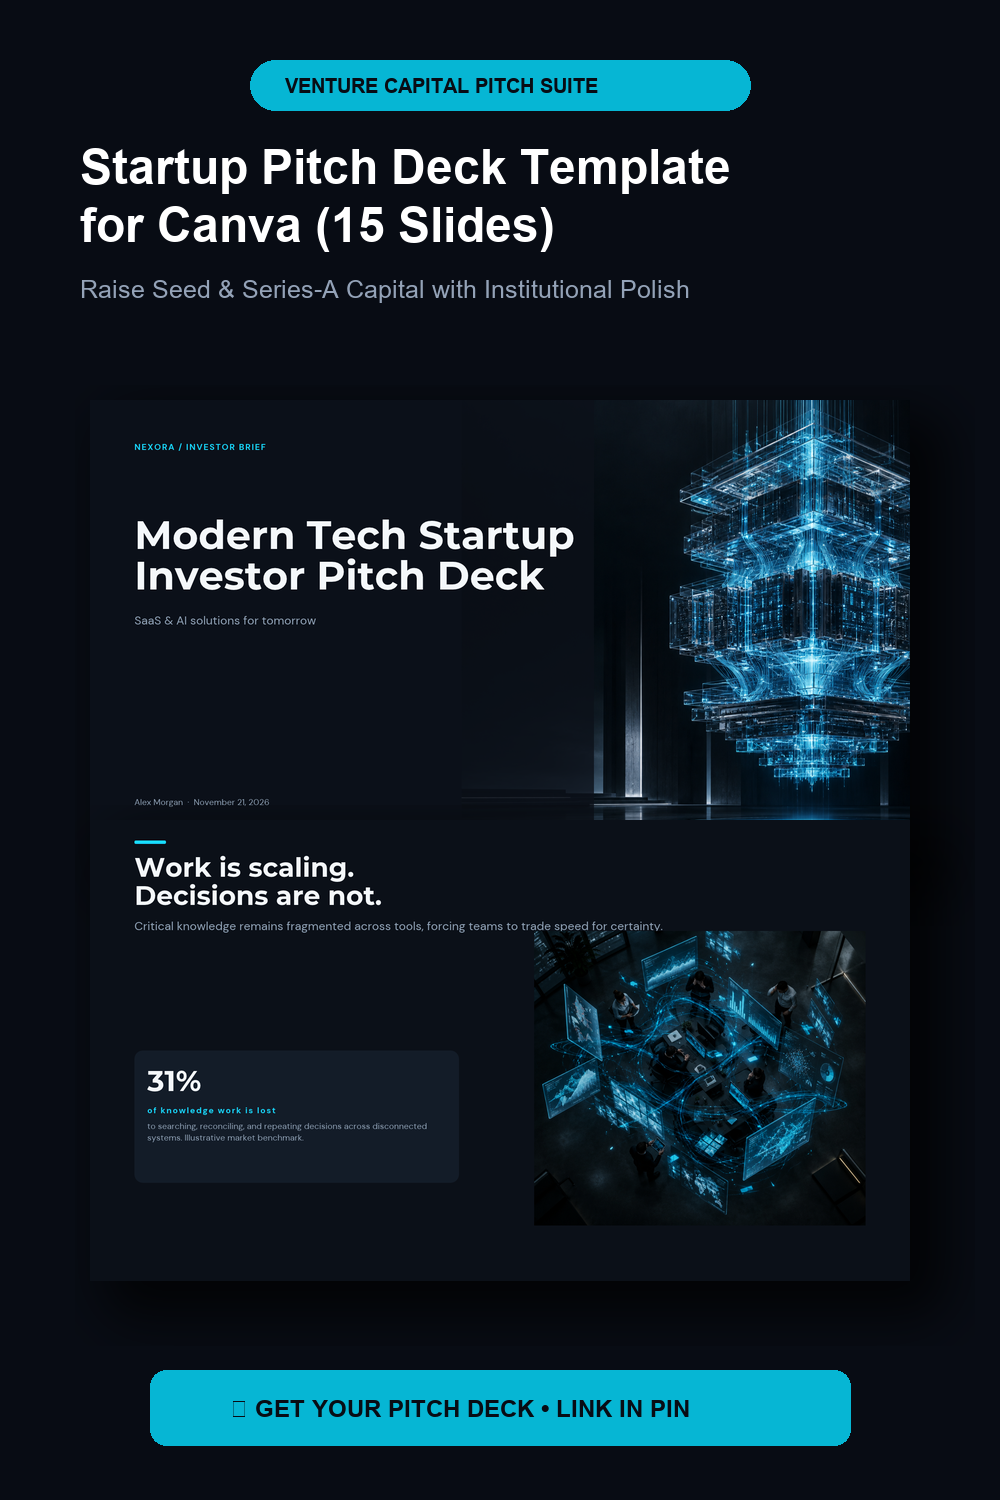 VENTURE CAPITAL PITCH SUITE
Startup Pitch Deck Template
for Canva (15 Slides)
Raise Seed & Series-A Capital with Institutional Polish
NEXORA / INVESTOR BRIEF
Modern Tech Startup
Investor Pitch Deck
SaaS & AI solutions for tomorrow
Alex Morgan · November 21, 2026
Work is scaling.
Decisions are not.
Critical knowledge remains fragmented across tools, forcing teams to trade speed for certainty.
31%
of knowledge work is lost
to searching, reconciling, and repeating decisions across disconnected
systems. Illustrative market benchmark.
GET YOUR PITCH DECK • LINK IN PIN